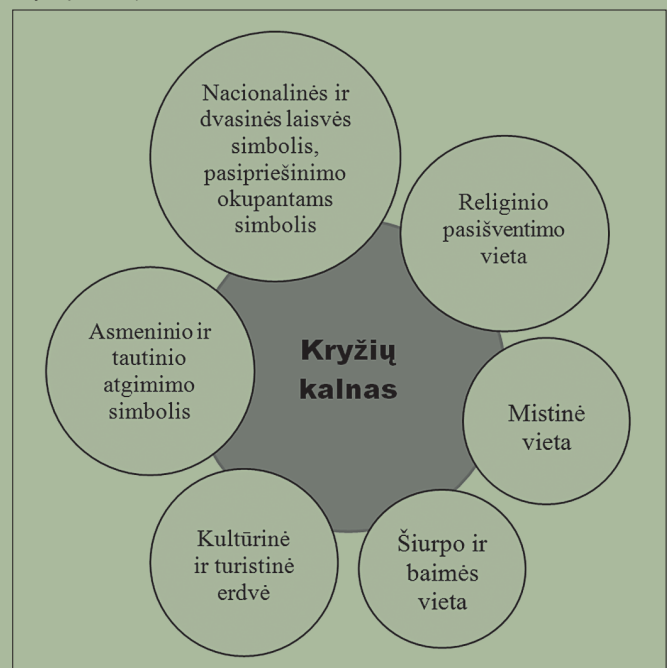 Nacionalinės ir
dvasinės laisvės
simbolis,
pasipriešinimo
okupantams
simbolis
Religinio
pasišventimo
vieta
Mistinė
vieta
Šiurpo ir
baimės
vieta
Kultūrinė
ir turistinė
erdvė
Asmeninio ir
tautinio
atgimimo
simbolis
Kryžių
kalnas